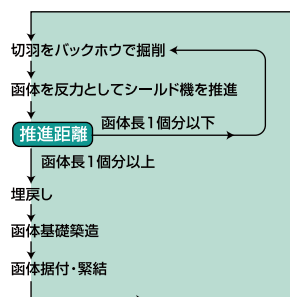 切羽をバックホウで掘削
函体を反力としてシールド機を推進
推進距離
函体長1個分以下
函体長1個分以上
埋戻し
函体基礎築造
函体据付・緊結